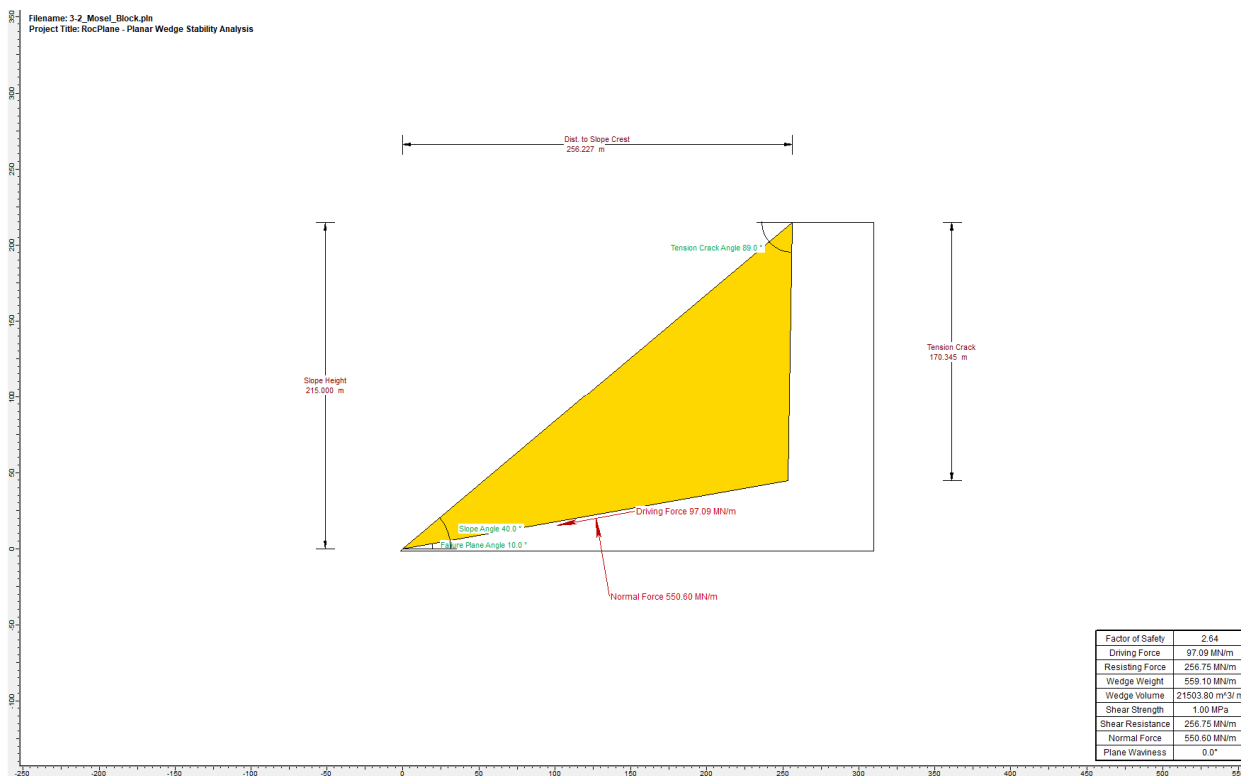 Filename: 3-2_Mosel_Block.pln
Project Title: RocPlane - Planar Wedge Stability Analysis
Dist. to Slope Crest
256.227 m
Tension Crack Angle 89.0 °
Tension Crack
170.345 m
Slope Height
215.000 m
Driving Force 97.09 MN/m
Slope Angle 40.0 °
Failure Plane Angle 10.0 °
Normal Force 550.60 MN/m
Factor of Safety 2.64
Driving Force 97.09 MN/m
Resisting Force 256.75 MN/m
Wedge Weight 559.10 MN/m
Wedge Volume 21503.80 m^3/ m
Shear Strength 1.00 MPa
Shear Resistance 256.75 MN/m
Normal Force 550.60 MN/m
Plane Waviness 0.0°
350
300
250
200
150
100
50
0
-50
-100
-250 -200 -150 -100 -50 0 50 100 150 200 250 300 350 400 450 500